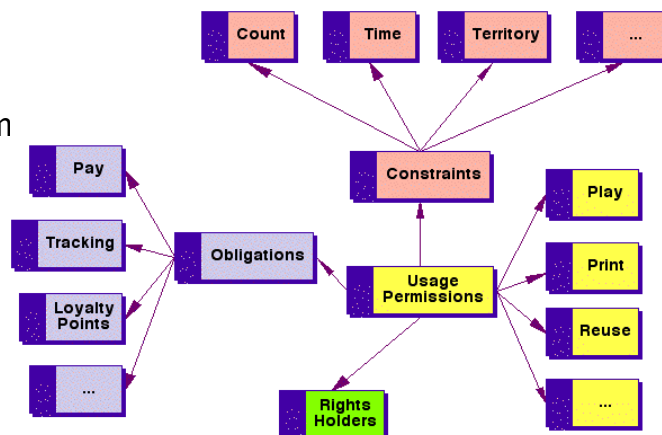 Count
Time
Territory
...
Constraints
Pay
Tracking
Loyalty
Points
...
Obligations
Usage
Permissions
Play
Print
Reuse
...
Rights
Holders